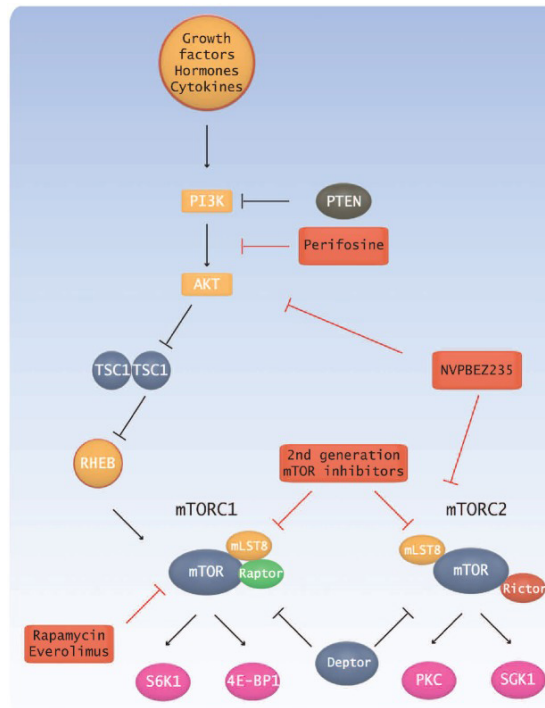 Growth
factors
Hormones
Cytokines
PI3K
PTEN
Perifosine
AKT
TSC1 TSC1
NVPBEZ235
RHEB
2nd generation
mTOR inhibitors
mTORC1
mTORC2
mLST8
mTOR
Raptor
mLST8
mTOR
Rictor
Rapamycin
Everolimus
Deptor
S6K1
4E-BP1
PKC
SGK1